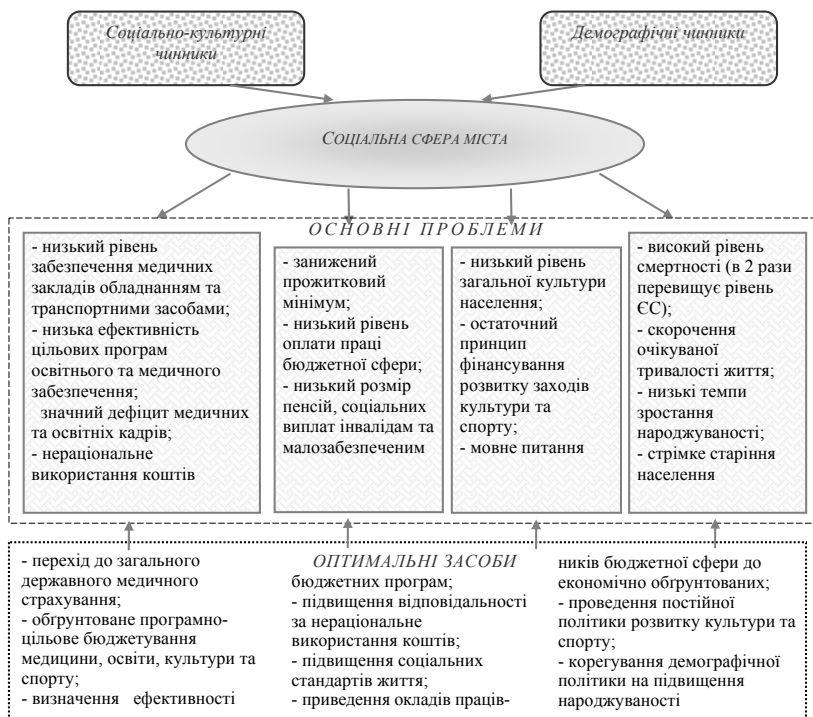 Соціально-культурні
чинники
Демографічні чинники
СОЦІАЛЬНА СФЕРА МІСТА
ОСНОВНІ ПРОБЛЕМИ
- низький рівень
забезпечення медичних
закладів обладнанням та
транспортними засобами;
- низька ефективність
цільових програм
освітнього та медичного
забезпечення;
значний дефіцит медичних
та освітніх кадрів;
- нераціональне
використання коштів
- занижений
прожитковий
мінімум;
- низький рівень
оплати праці
бюджетної сфери;
- низький розмір
пенсій, соціальних
виплат інвалідам та
малозабезпеченим
- низький рівень
загальної культури
населення;
- остаточний
принцип
фінансування
розвитку заходів
культури та
спорту;
- мовне питання
- високий рівень
смертності (в 2 рази
перевищує рівень
ЄС);
- скорочення
очікуваної
тривалості життя;
- низькі темпи
зростання
народжуваності;
- стрімке старіння
населення
ОПТИМАЛЬНІ ЗАСОБИ
- перехід до загального
державного медичного
страхування;
- обґрунтоване програмно-
цільове бюджетування
медицини, освіти, культури та
спорту;
- визначення ефективності
бюджетних програм;
- підвищення відповідальності
за нераціональне
використання коштів;
- підвищення соціальних
стандартів життя;
- приведення окладів праців-
ників бюджетної сфери до
економічно обґрунтованих;
- проведення постійної
політики розвитку культури та
спорту;
- корегування демографічної
політики на підвищення
народжуваності